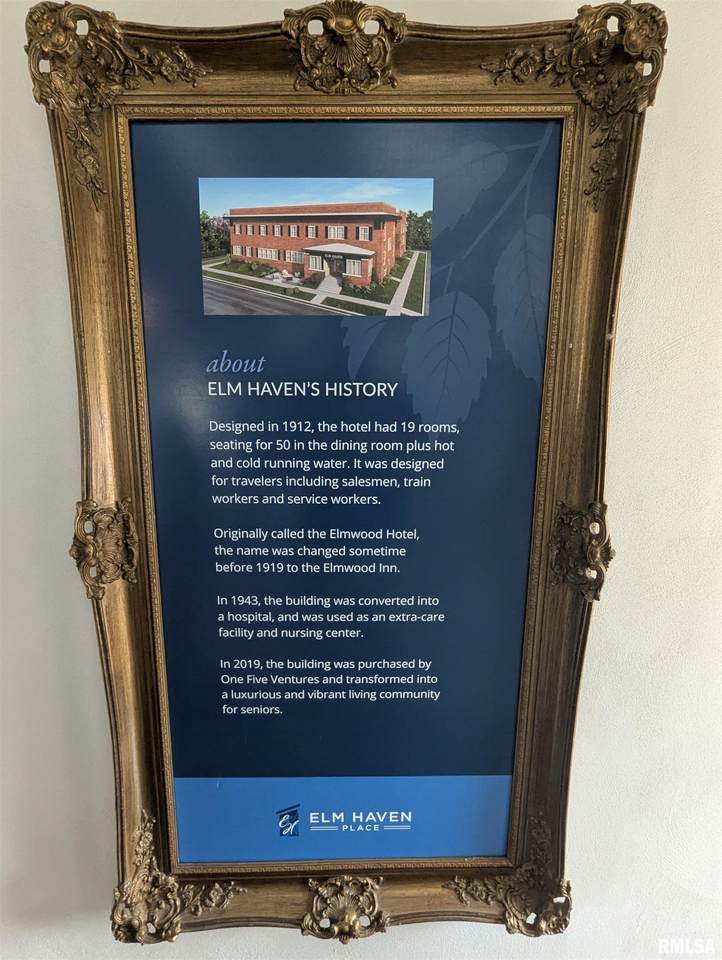 ELM HAVEN
about
ELM HAVEN'S HISTORY
Designed in 1912, the hotel had 19 rooms,
seating for 50 in the dining room plus hot
and cold running water. It was designed
for travelers including salesmen, train
workers and service workers.
Originally called the Elmwood Hotel,
the name was changed sometime
before 1919 to the Elmwood Inn.
In 1943, the building was converted into
a hospital, and was used as an extra-care
facility and nursing center.
In 2019, the building was purchased by
One Five Ventures and transformed into
a luxurious and vibrant living community
for seniors.
EH
ELM HAVEN
PLACE
RMLSA